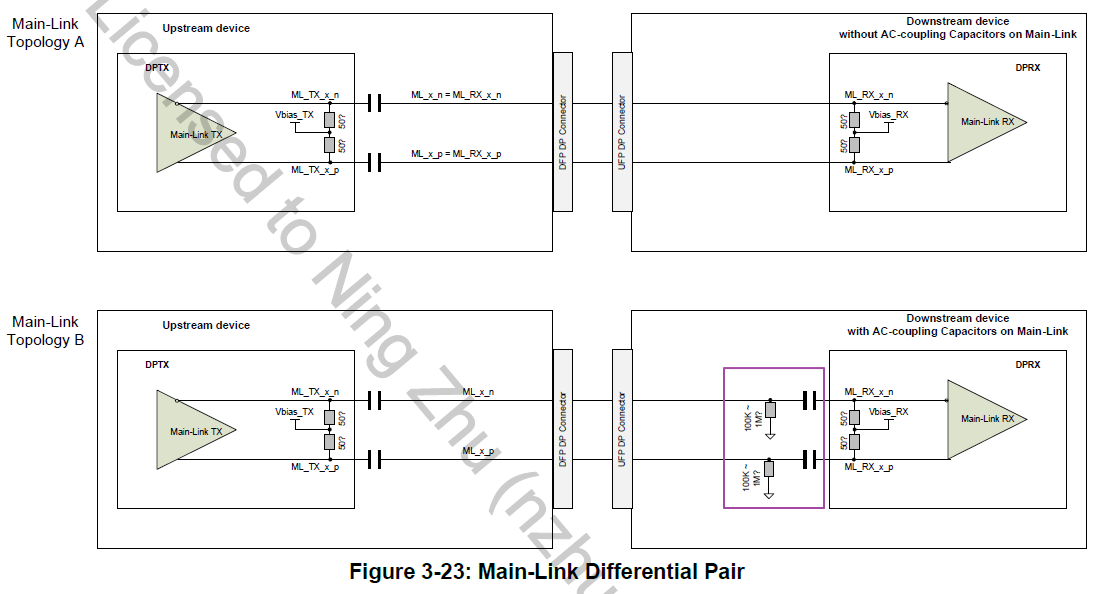 Main-Link
Topology A
Upstream device
Downstream device
without AC-coupling Capacitors on Main-Link
DPTX
DPRX
ML_TX_x_n
ML_x_n = ML_RX_x_n
ML_RX_x_n
Vbias_TX
50?
50?
Main-Link TX
DFP DP Connector
UFP DP Connector
50?
50?
Vbias_RX
Main-Link RX
ML_TX_x_p
ML_x_p = ML_RX_x_p
ML_RX_x_p
Main-Link
Topology B
Upstream device
Downstream device
with AC-coupling Capacitors on Main-Link
DPTX
DPRX
ML_TX_x_n
ML_x_n
ML_RX_x_n
Vbias_TX
50?
50?
Main-Link TX
DFP DP Connector
UFP DP Connector
100K ~
1M?
100K ~
1M?
50?
50?
Vbias_RX
Main-Link RX
ML_TX_x_p
ML_x_p
ML_RX_x_p
Licensed to Ning Zhu (nzhu
Figure 3-23: Main-Link Differential Pair